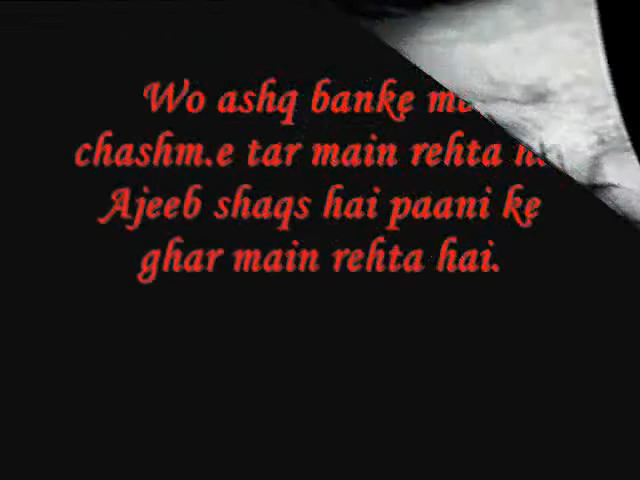 Wo ashq banke
chashm.e tar main rehta
Ajeeb shaqs hai paani ke
ghar main rehta hai.